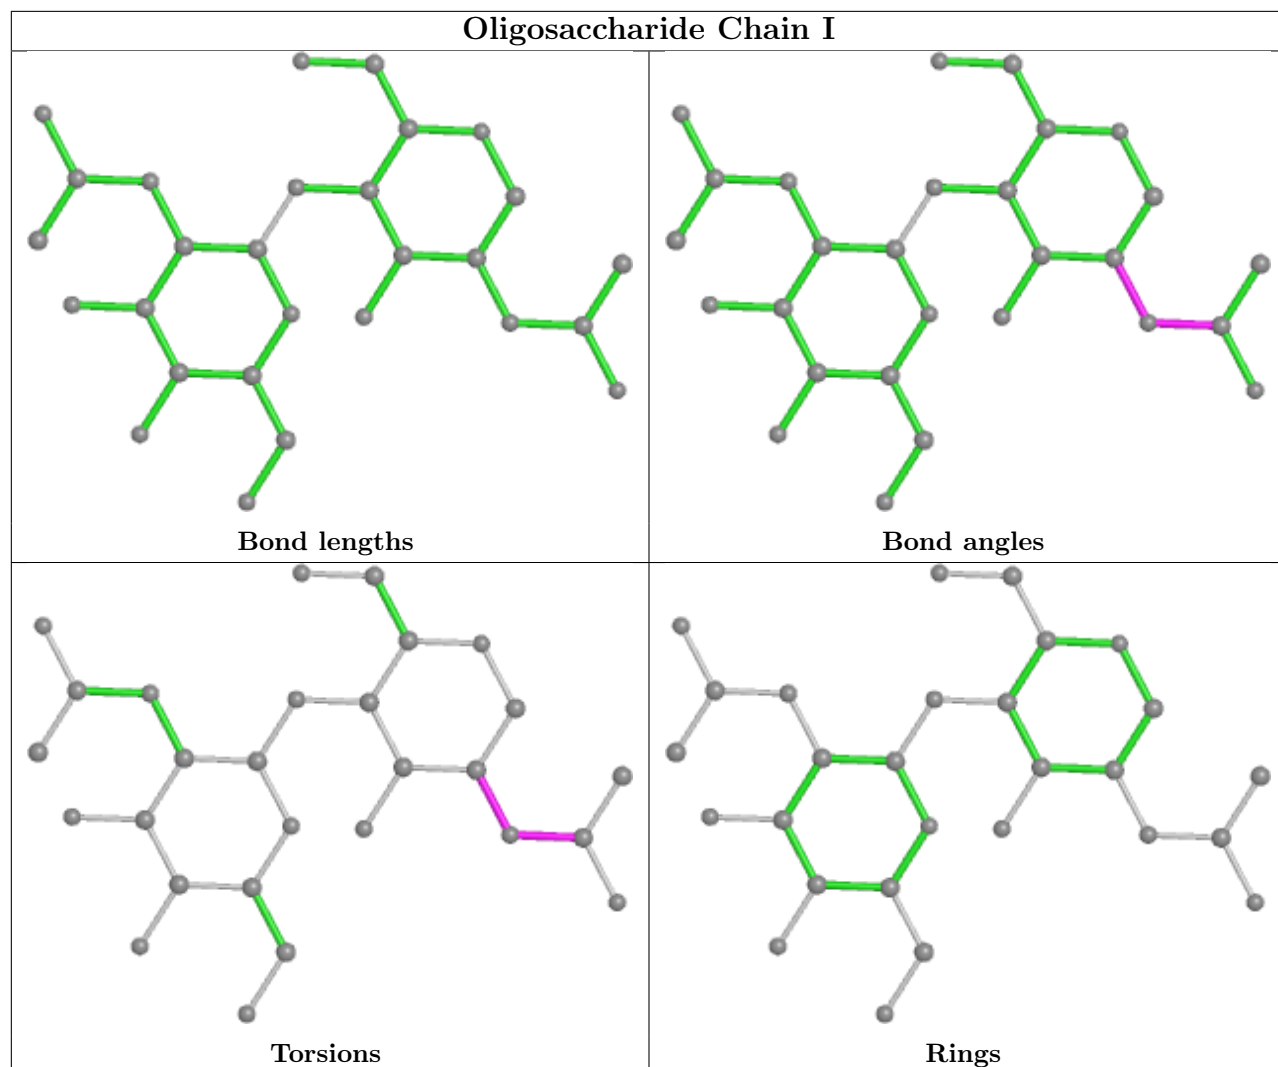 Oligosaccharide Chain I
Bond lengths
Bond angles
Torsions
Rings